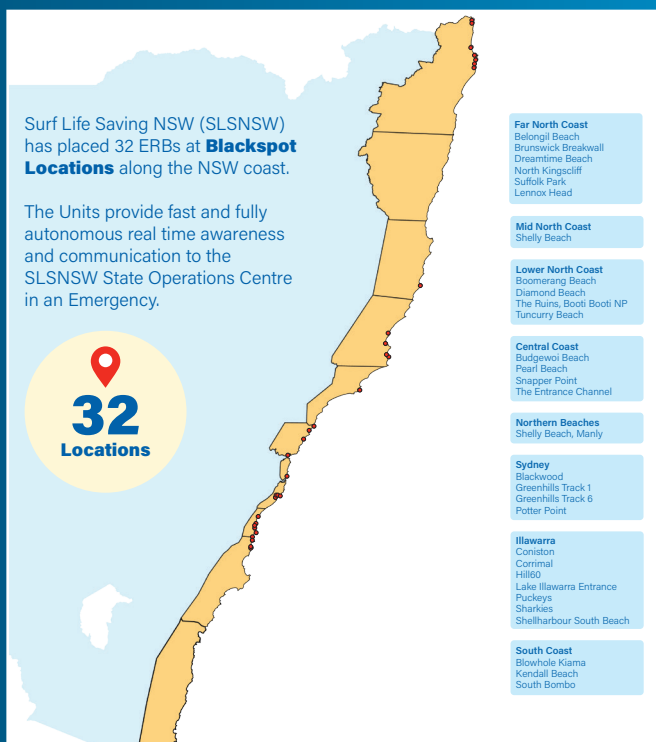 Surf Life Saving NSW (SLSNSW)
has placed 32 ERBs at Blackspot
Locations along the NSW coast.
The Units provide fast and fully
autonomous real time awareness
and communication to the
SLSNSW State Operations Centre
in an Emergency.
32
Locations
Far North Coast
Belongil Beach
Brunswick Breakwall
Dreamtime Beach
North Kingscliff
Suffolk Park
Lennox Head
Mid North Coast
Shelly Beach
Lower North Coast
Boomerang Beach
Diamond Beach
The Ruins, Booti Booti NP
Tuncurry Beach
Central Coast
Budgewoi Beach
Pearl Beach
Snapper Point
The Entrance Channel
Northern Beaches
Shelly Beach, Manly
Sydney
Blackwood
Greenhills Track 1
Greenhills Track 6
Potter Point
Illawarra
Coniston
Corrimal
Hill60
Lake Illawarra Entrance
Puckeys
Sharkies
Shellharbour South Beach
South Coast
Blowhole Kiama
Kendall Beach
South Bombo